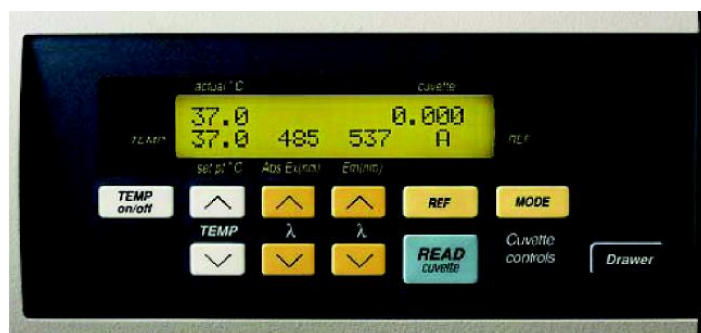 actual °C cuvette
37.0 0.000
TEMP 37.0 485 537 A REF
set pt °C Abs Ex(nm) Em(nm)
TEMP on/off REF MODE
TEMP λ λ
READ cuvette Cuvette controls Drawer